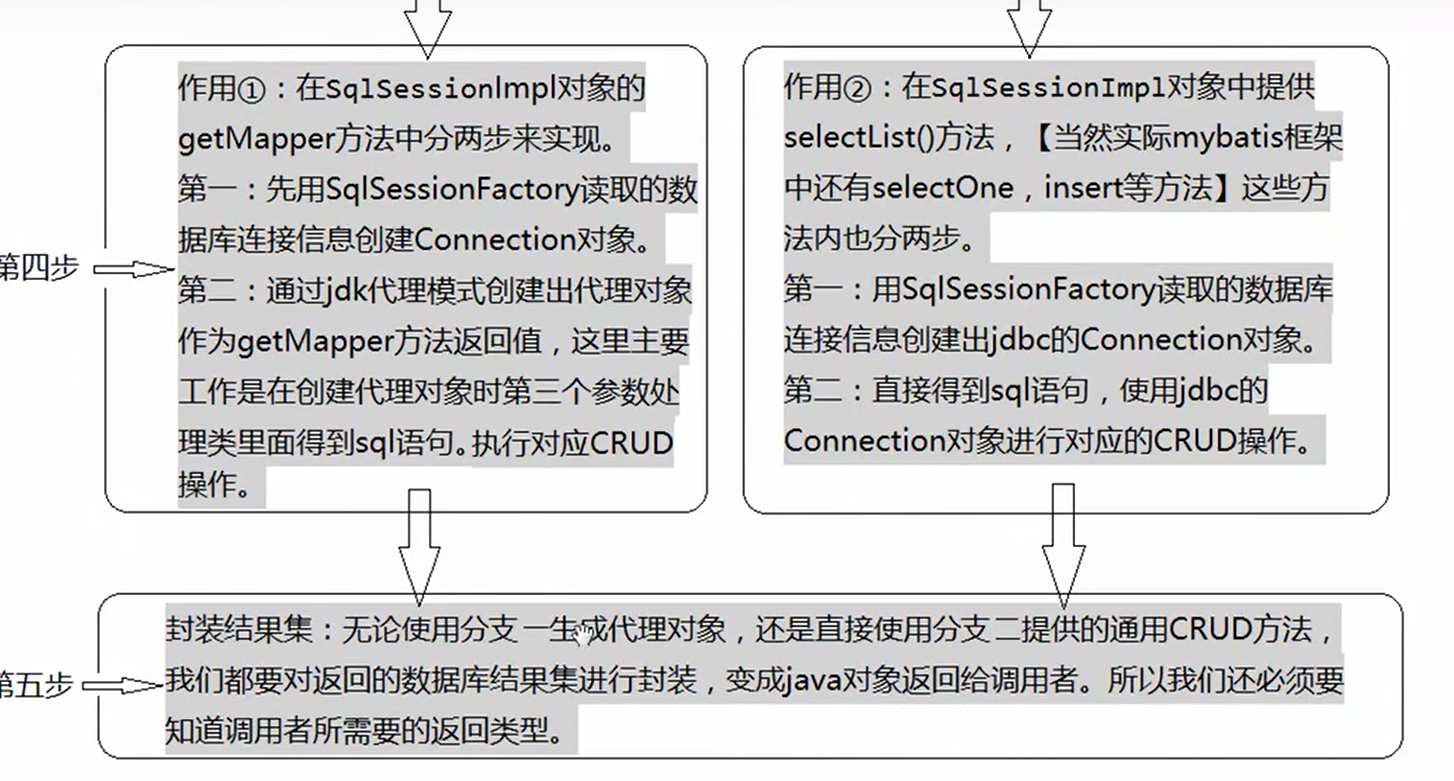 作用①：在SqlSessionImpl对象的
getMapper方法中分两步来实现。
第一：先用SqlSessionFactory读取的数
据库连接信息创建Connection对象。
第二：通过jdk代理模式创建出代理对象
作为getMapper方法返回值，这里主要
工作是在创建代理对象时第三个参数处
理类里面得到sql语句。执行对应CRUD
操作。
作用②：在SqlSessionImpl对象中提供
selectList()方法，【当然实际mybatis框架
中还有selectOne，insert等方法】这些方
法内也分两步。
第一：用SqlSessionFactory读取的数据库
连接信息创建出jdbc的Connection对象。
第二：直接得到sql语句，使用jdbc的
Connection对象进行对应的CRUD操作。
第四步
封装结果集：无论使用分支一生成代理对象，还是直接使用分支二提供的通用CRUD方法，
我们都要对返回的数据库结果集进行封装，变成java对象返回给调用者。所以我们还必须要
知道调用者所需要的返回类型。
第五步